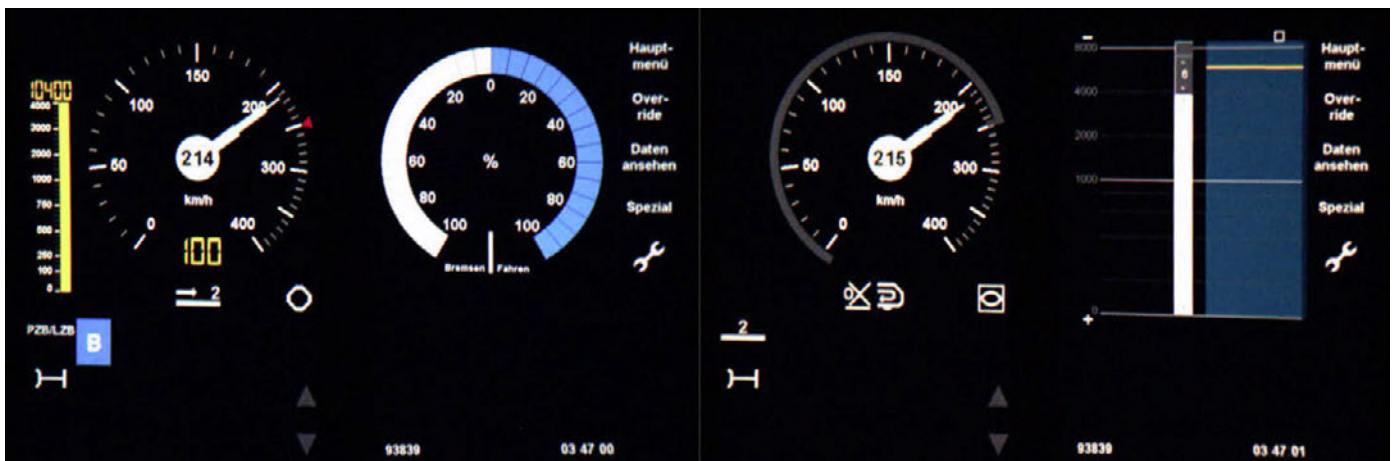 10400
4000
3000
2000
1000
750
500
250
100
0
150
100
200
50
214
300
km/h
0
400
100
2
PZB/LZB
B
0
20
20
40
40
60
%
60
80
80
100
100
Bremsen
Fahren
Haupt-
menü
Over-
ride
Daten
ansehen
Spezial
93839
03 47 00
150
100
200
50
215
300
km/h
0
400
2
8000
6
4000
2000
1000
0
Haupt-
menü
Over-
ride
Daten
ansehen
Spezial
93839
03 47 01